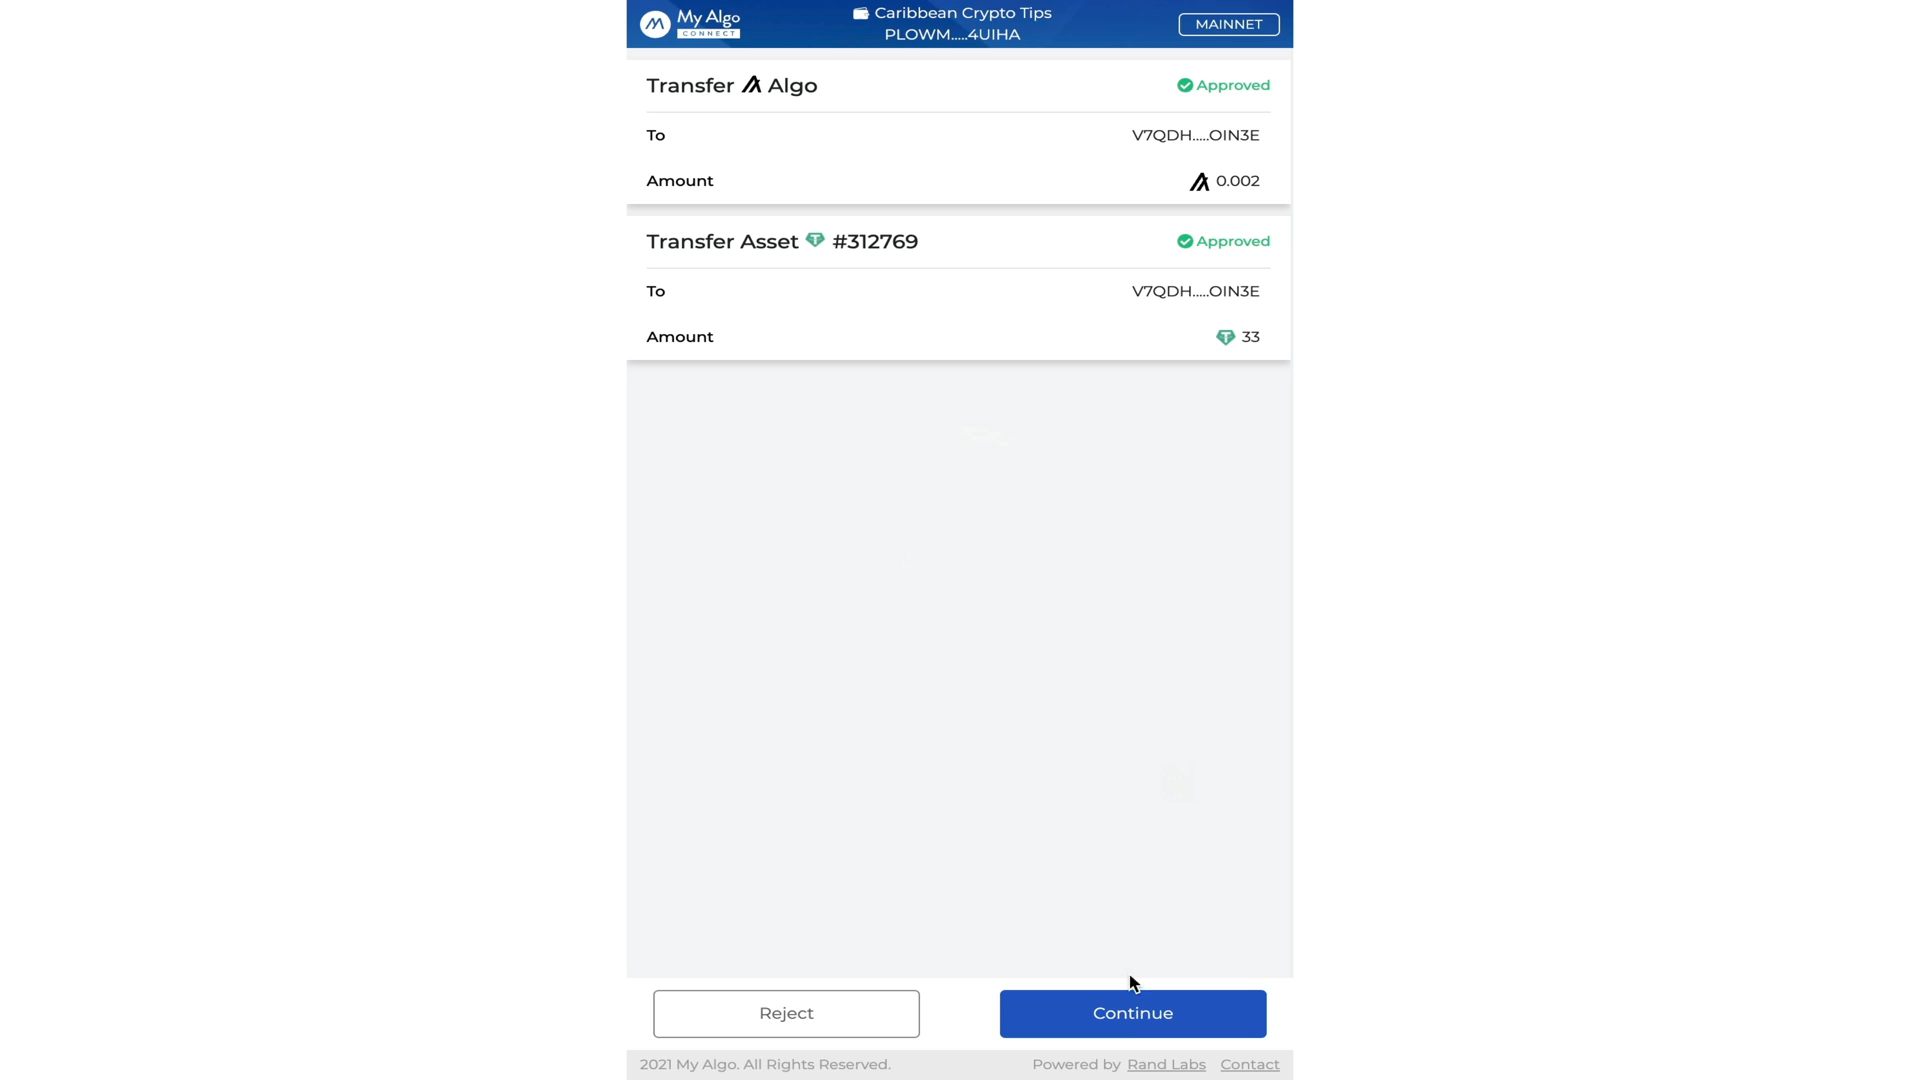 My Algo
CONNECT
Caribbean Crypto Tips
PLOWM.....4UIHA
MAINNET
Transfer Algo
Approved
To
V7QDH.....OIN3E
Amount
0.002
Transfer Asset #312769
Approved
To
V7QDH.....OIN3E
Amount
33
Reject
Continue
2021 My Algo. All Rights Reserved.
Powered by Rand Labs Contact